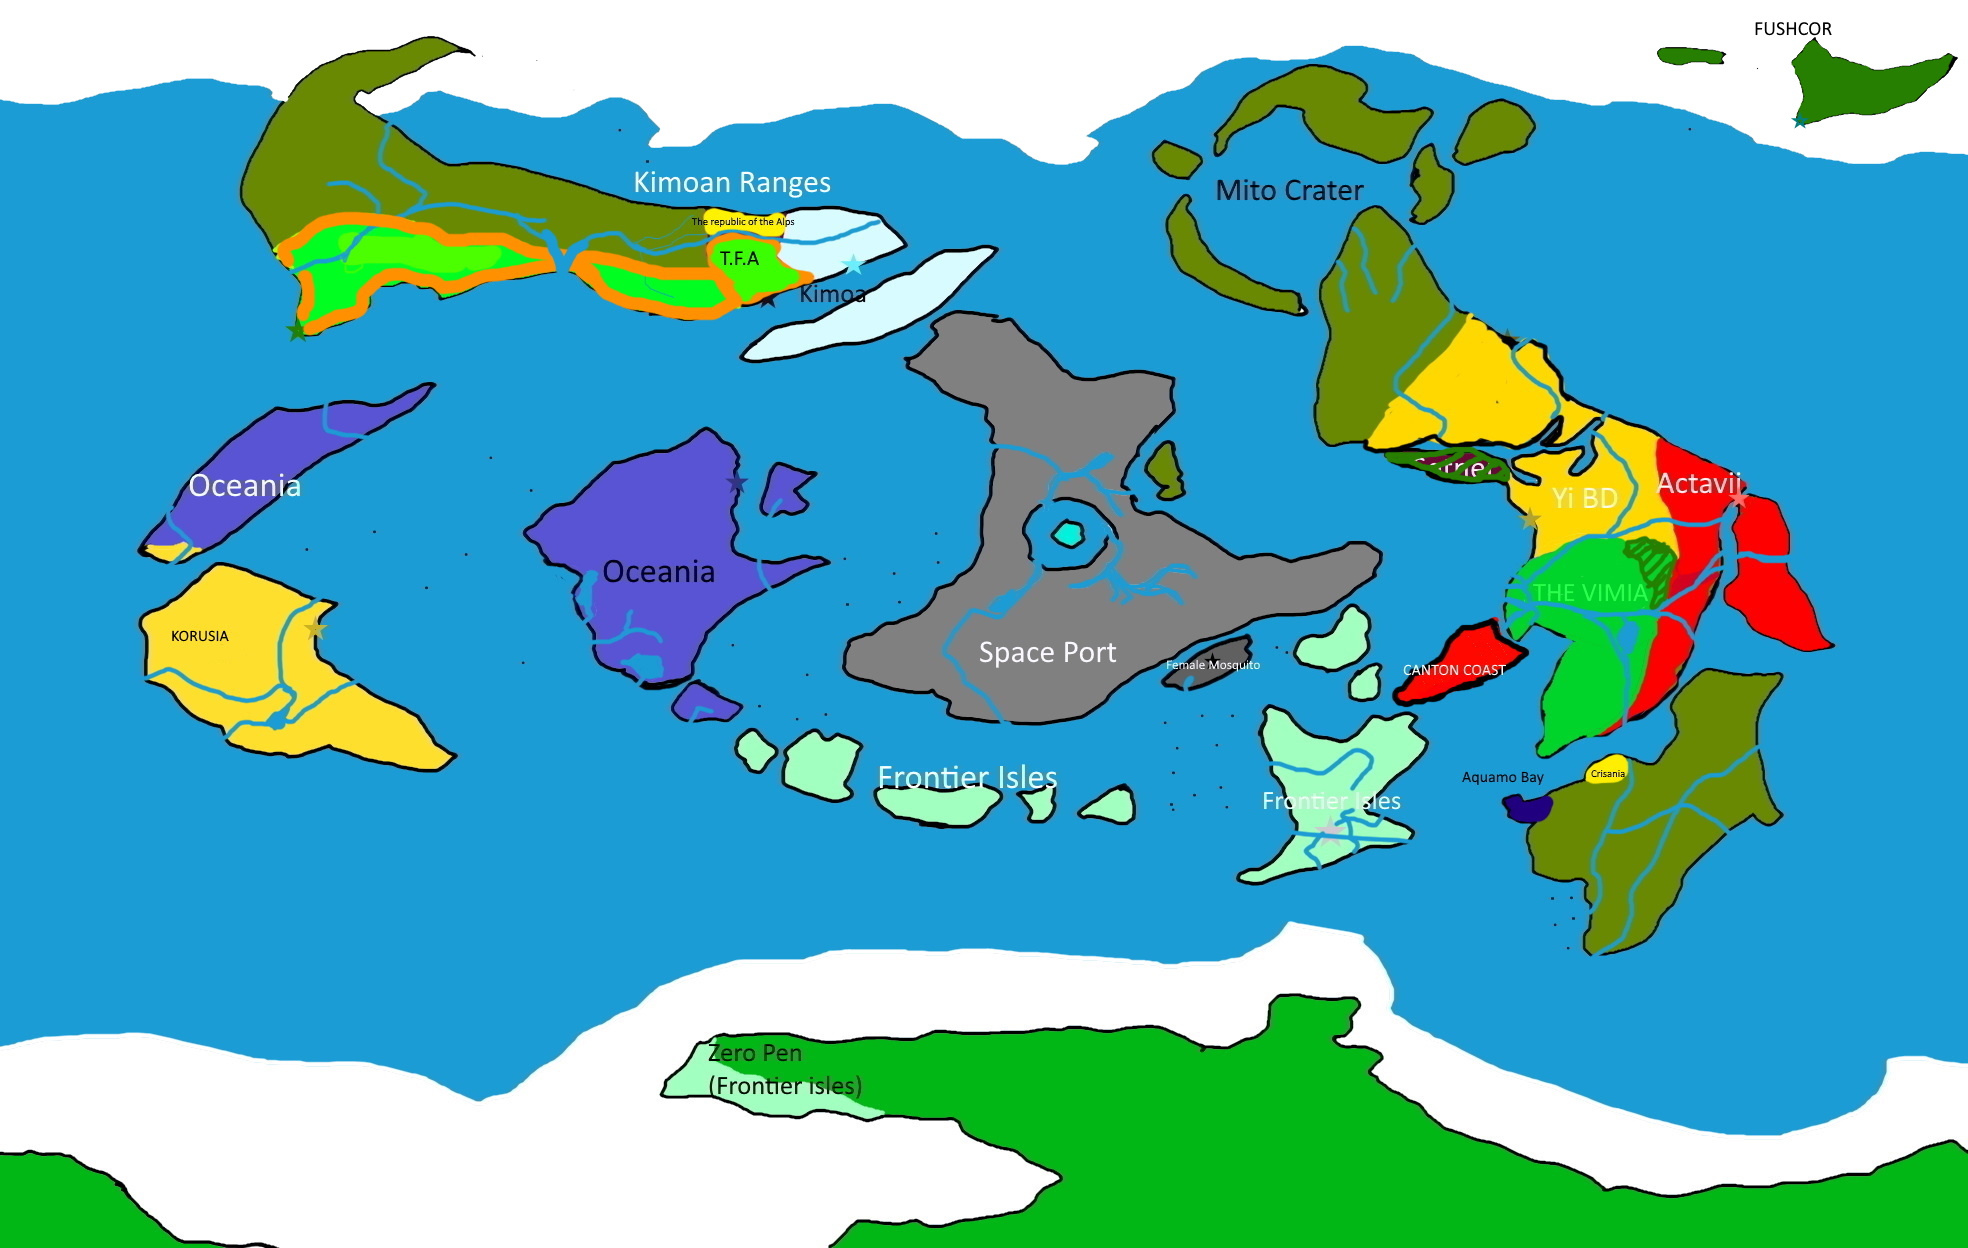 FUSHCOR
Kimoan Ranges
Mito Crater
The republic of the Alps
T.F.A
Kimoa
Oceania
Yi BD
Actavii
Oceania
THE VIMIA
KORUSIA
Space Port
Female Mosquito
CANTON COAST
Frontier Isles
Aquamo Bay
Crisania
Frontier Isles
Zero Pen
(Frontier isles)